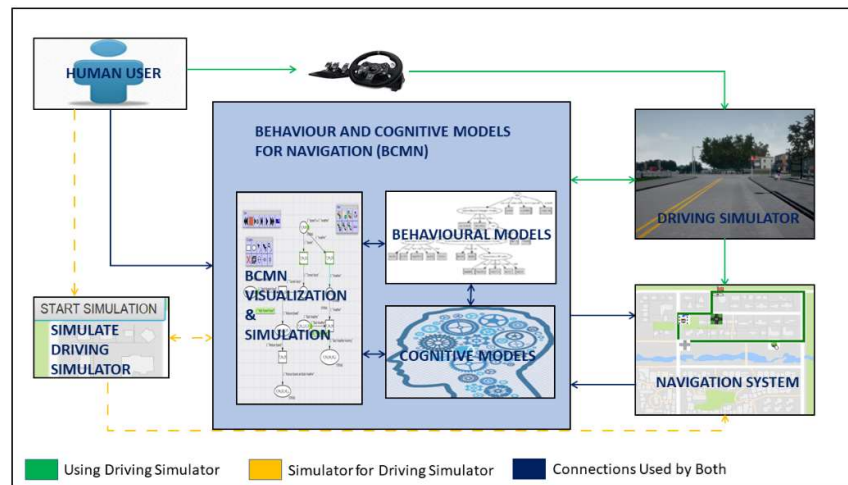 HUMAN USER
BEHAVIOUR AND COGNITIVE MODELS
FOR NAVIGATION (BCMN)
DRIVING SIMULATOR
BEHAVIOURAL MODELS
BCMN
VISUALIZATION
&
SIMULATION
START SIMULATION
SIMULATE
DRIVING
SIMULATOR
COGNITIVE MODELS
NAVIGATION SYSTEM
Using Driving Simulator
Simulator for Driving Simulator
Connections Used by Both